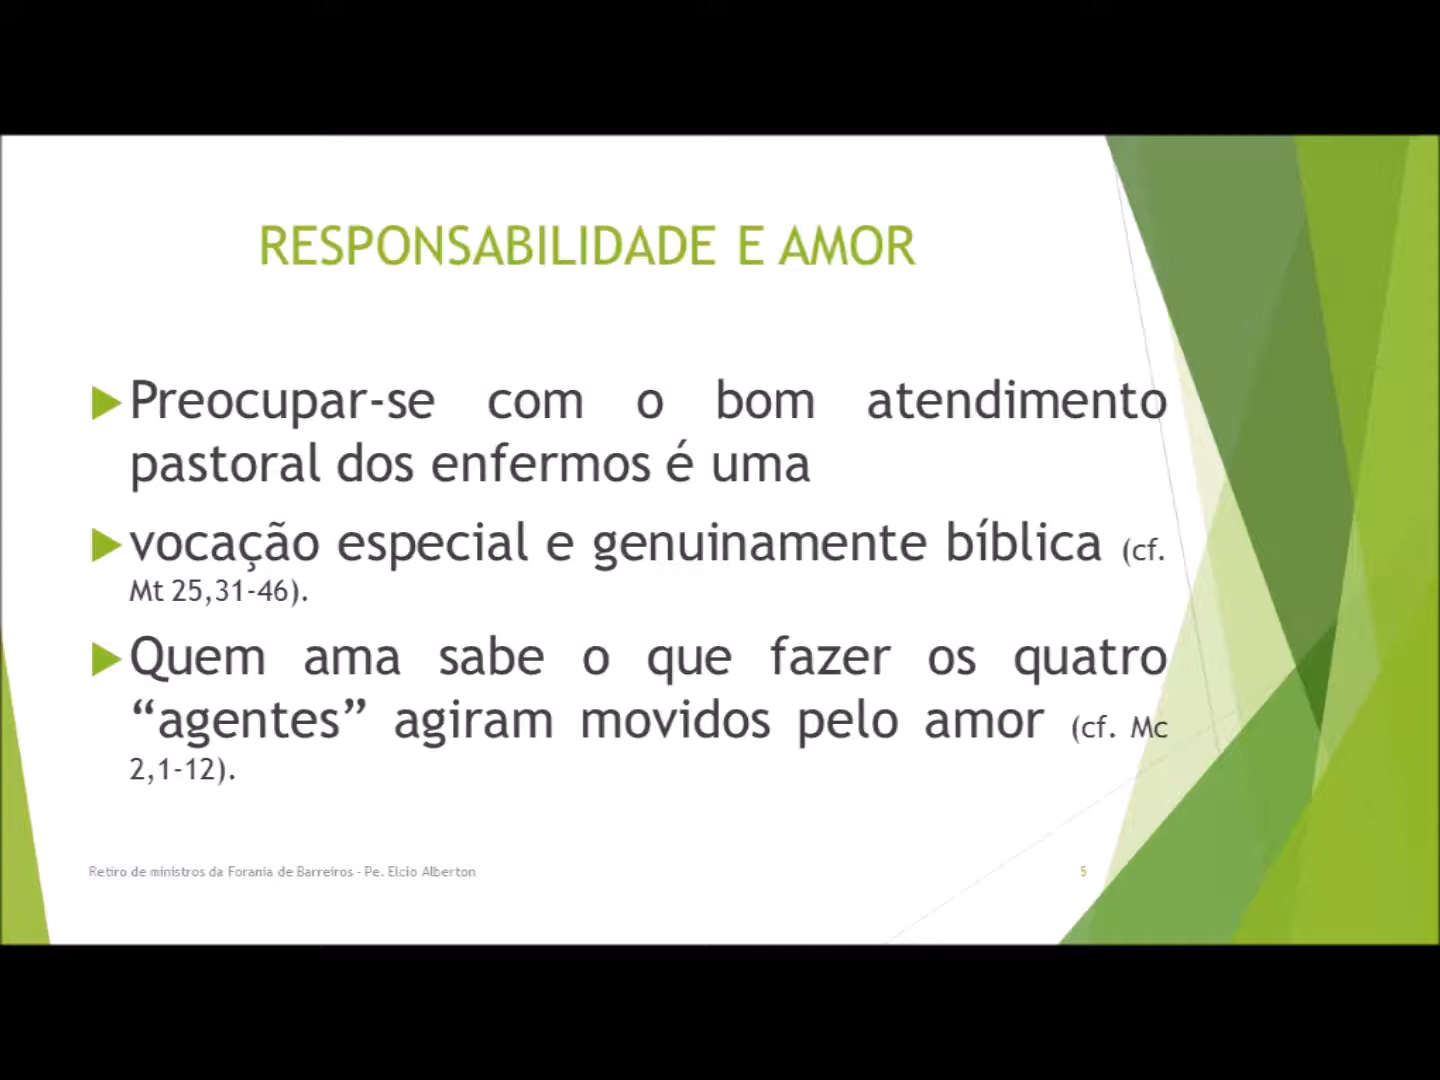 RESPONSABILIDADE E AMOR
Preocupar-se com o bom atendimento
pastoral dos enfermos é uma
vocação especial e genuinamente bíblica (cf.
Mt 25,31-46).
Quem ama sabe o que fazer os quatro
“agentes” agiram movidos pelo amor (cf. Mc
2,1-12).
Retiro de ministros da Forania de Barreiros - Pe. Elcio Alberton
5